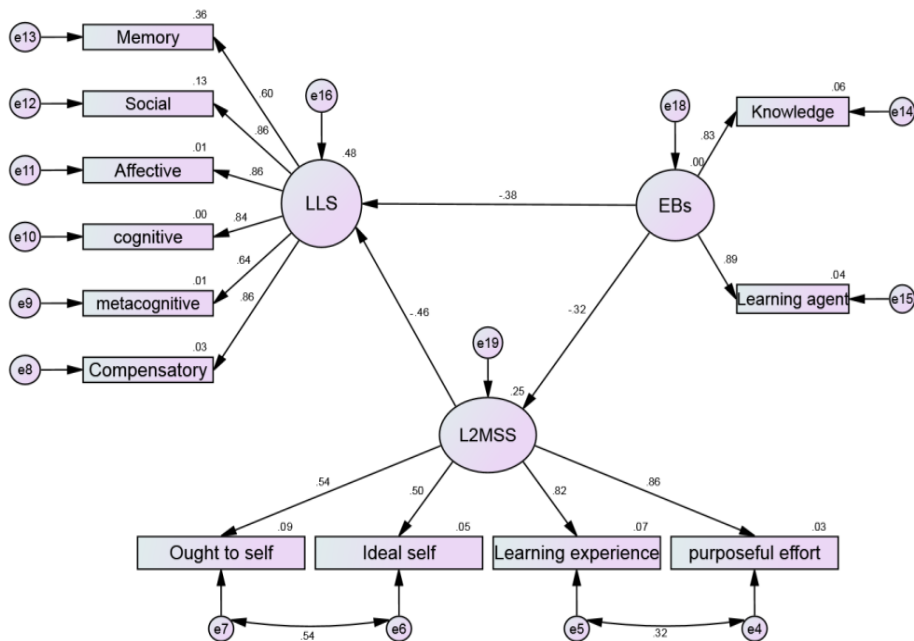 .36
e13
Memory
.13
e12
Social
.01
e11
Affective
.00
e10
cognitive
.01
e9
metacognitive
.03
e8
Compensatory
.60
.86
.86
.84
.64
.86
e16
.48
LLS
-.38
e18
.00
EBs
.83
.06
Knowledge
e14
.89
.04
Learning agent
e15
-.46
-.32
e19
.25
L2MSS
.54
.50
.82
.86
.09
Ought to self
.05
Ideal self
.07
Learning experience
.03
purposeful effort
e7
e6
e5
e4
.54
.32